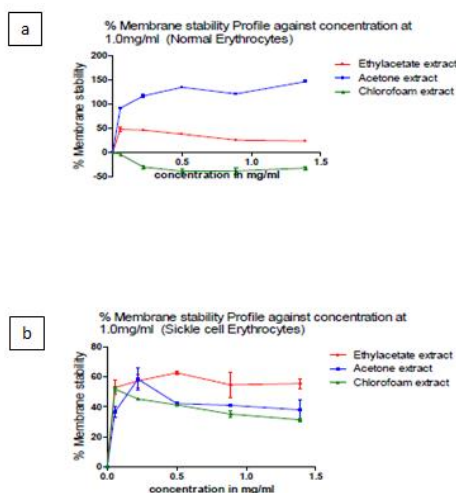 a
% Membrane stability Profile against concentration at
1.0mg/ml (Normal Erythrocytes)
Ethylacetate extract
Acetone extract
Chlorofoam extract
% Membrane stability
200
150
100
50
0
-50
0.5
1.0
1.5
concentration in mg/ml
b
% Membrane stability Profile against concentration at
1.0mg/ml (Sickle cell Erythrocytes)
Ethylacetate extract
Acetone extract
Chlorofoam extract
% Membrane stability
80
60
40
20
0
0.0
0.5
1.0
1.5
concentration in mg/ml